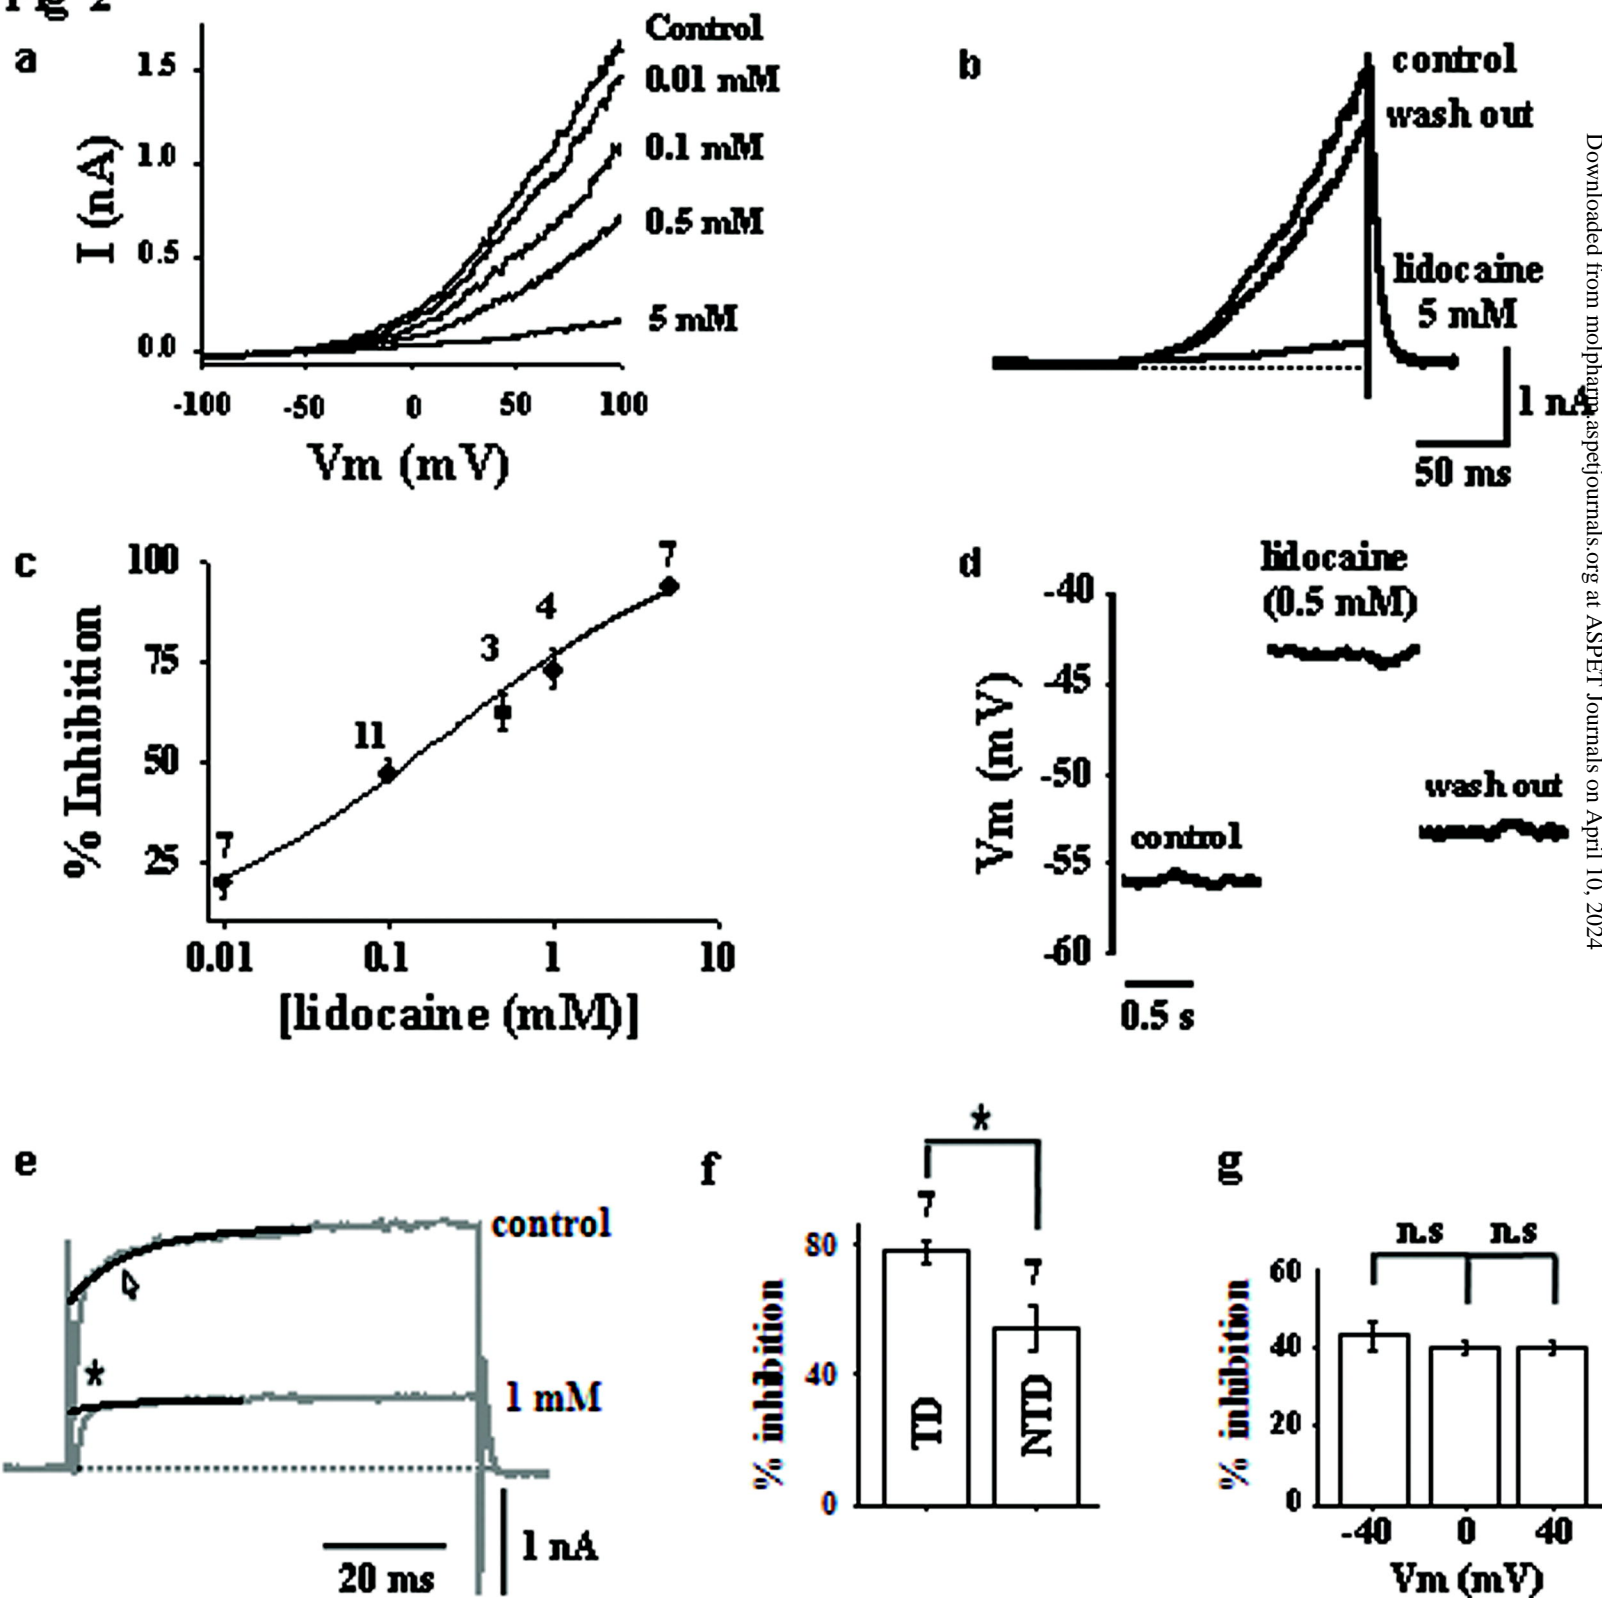 Fig 2
a
Control
0.01 mM
0.1 mM
0.5 mM
5 mM
I (nA)
1.5
1.0
0.5
0.0
-100 -50 0 50 100
Vm (mV)
b
control
wash out
lidocaine
5 mM
1 nA
50 ms
c
% Inhibition
100
75
50
25
7
11
3
4
7
0.01 0.1 1 10
[lidocaine (mM)]
d
Vm (mV)
-40
-45
-50
-55
-60
lidocaine
(0.5 mM)
control
wash out
0.5 s
e
control
*
1 mM
1 nA
20 ms
f
*
% inhibition
80
40
0
7
7
TD
NTD
g
n.s n.s
% inhibition
60
40
20
0
-40 0 40
Vm (mV)
Downloaded from molpharm.aspetjournals.org at ASPET Journals on April 10, 2024